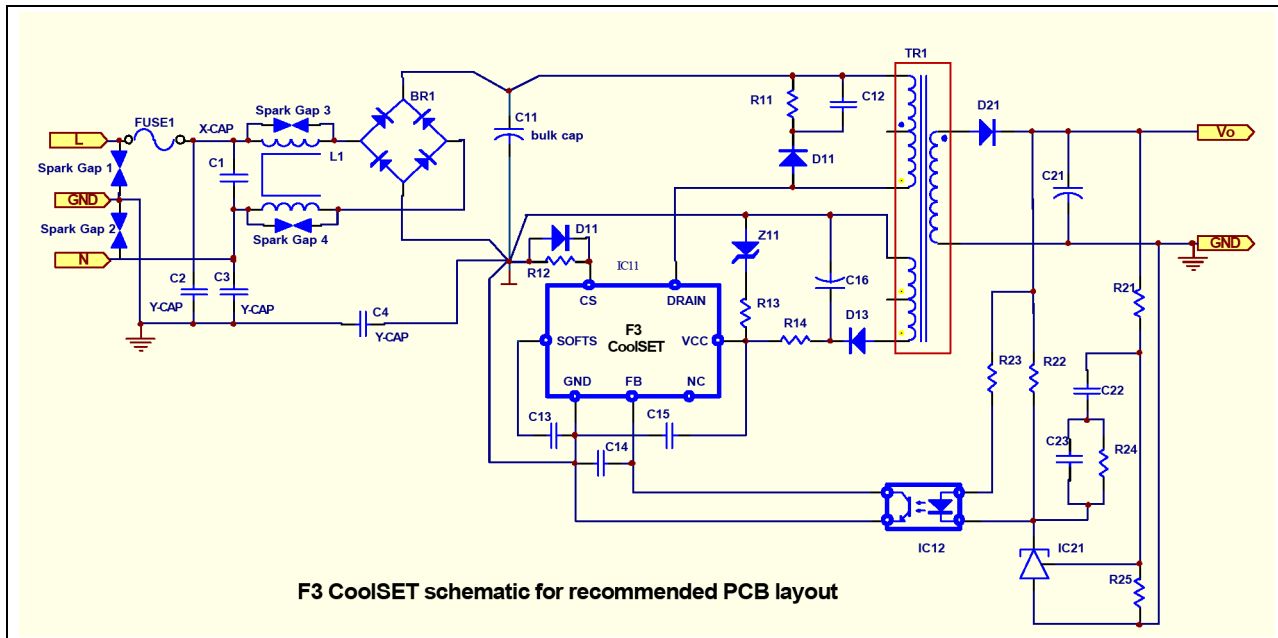 TR1
BR1
Spark Gap 3
C11
R11
C12
D21
FUSE1
X-CAP
bulk cap
L
Vo
L1
D11
Spark Gap 1
C1
C21
GND
Spark Gap 2
Spark Gap 4
D11
Z11
GND
N
R12
IC11
C2
C3
CS
DRAIN
C16
R21
Y-CAP
Y-CAP
C4
F3
R13
D13
Y-CAP
SOFTS
CoolSET
VCC
R14
R23
R22
GND
FB
NC
C22
C13
C15
C14
C23
R24
IC12
IC21
R25
F3 CoolSET schematic for recommended PCB layout